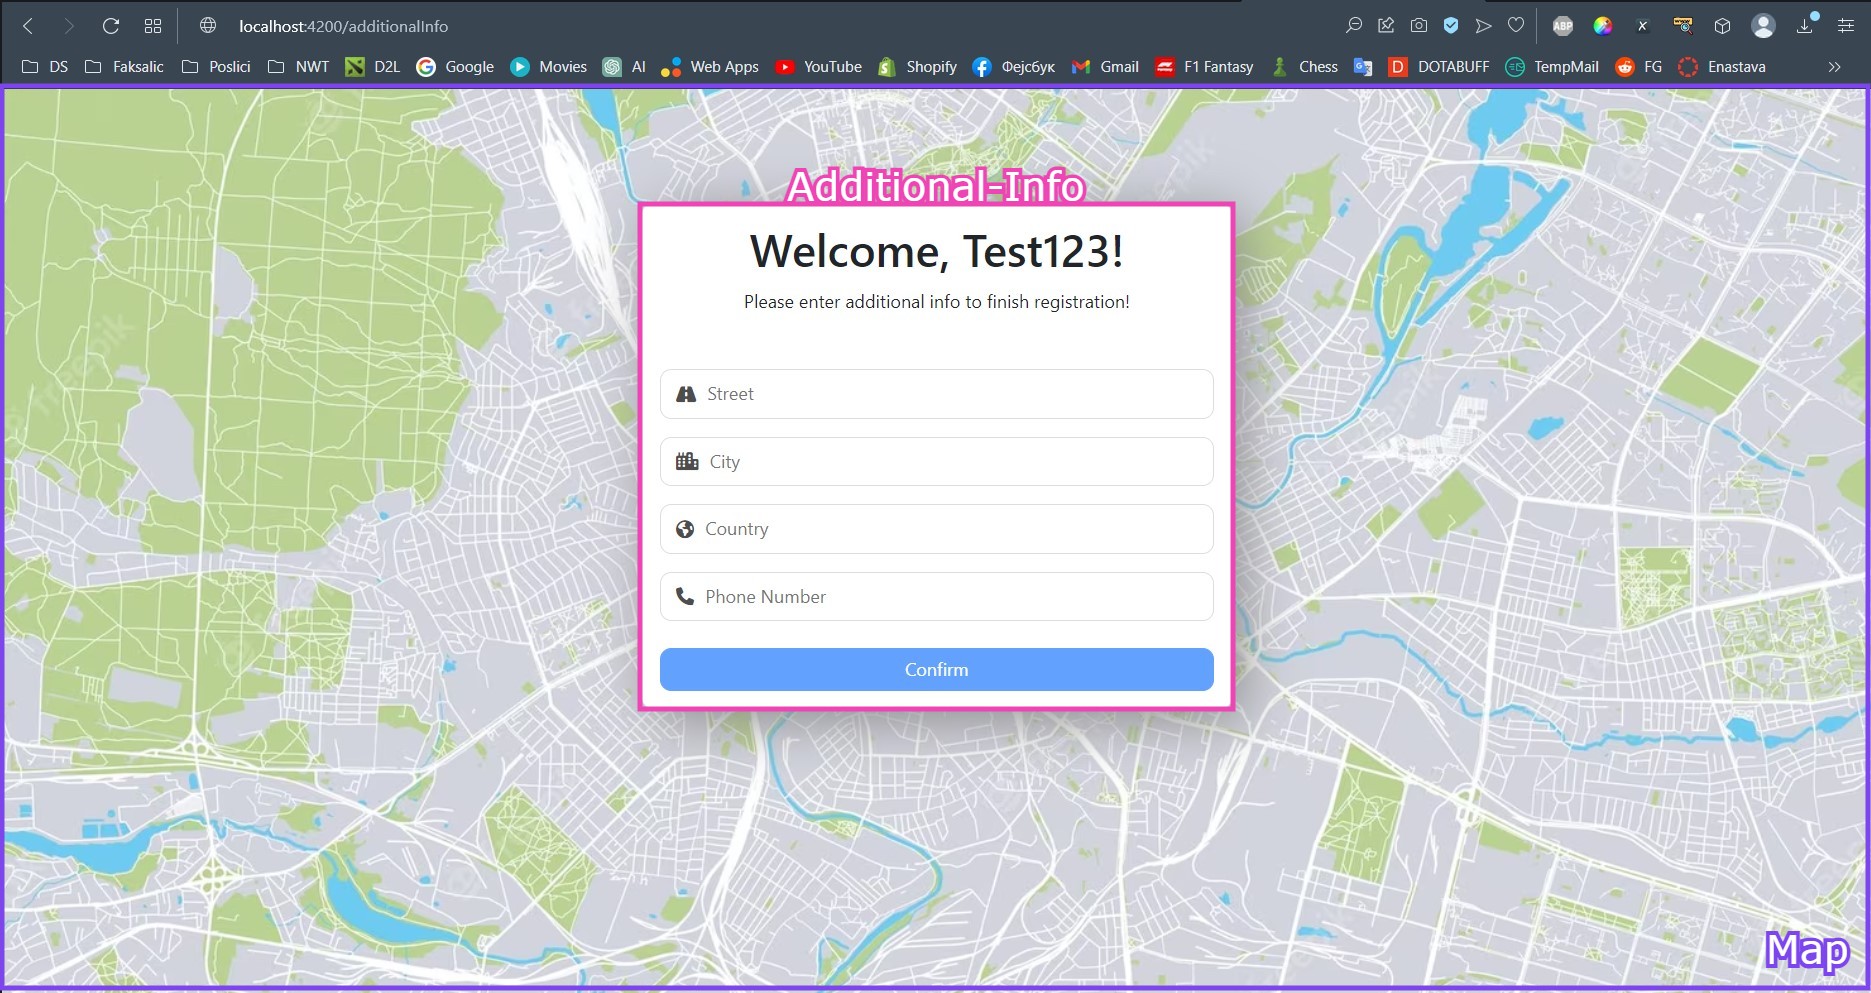 localhost:4200/additionalInfo
ABP
DS Faksalic Poslici NWT D2L Google Movies AI Web Apps YouTube Shopify Фејсбук Gmail F1 Fantasy Chess D DOTABUFF TempMail FG Enastava
Additional-Info
Welcome, Test123!
Please enter additional info to finish registration!
Street
City
Country
Phone Number
Confirm
Map